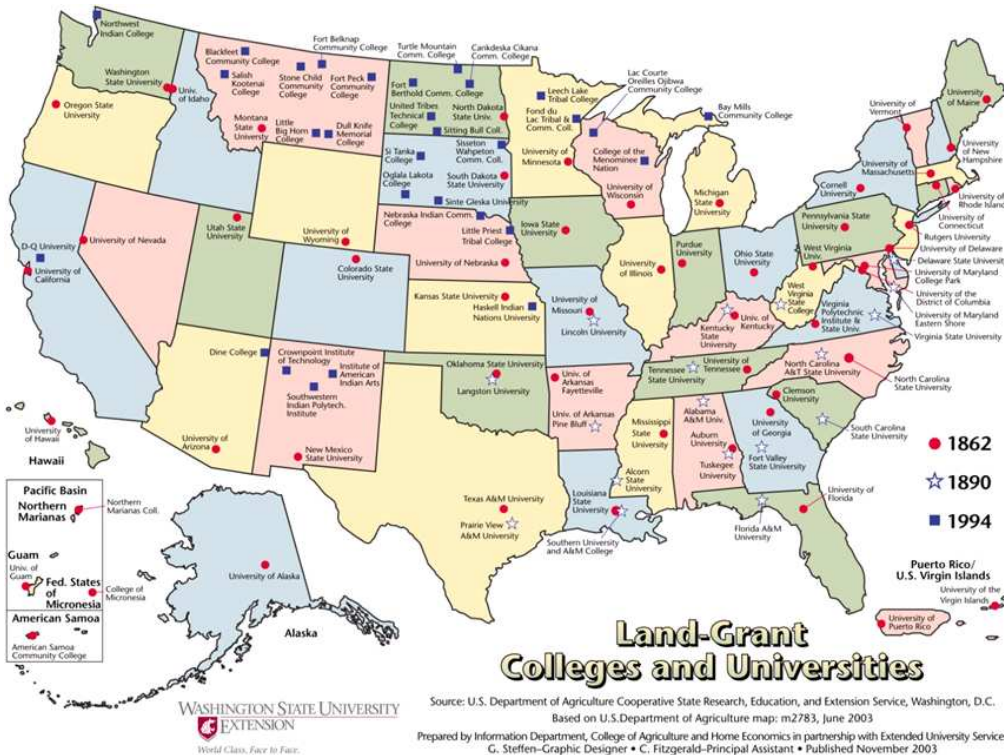 Northwest
Indian College
Washington
State University
Univ.
of Idaho
Oregon State
University
Blackfeet
Community College
Salish
Kootenai
College
Fort Belknap
Community College
Stone Child
Community
College
Fort Peck
Community
College
Montana
State
University
Little
Big Horn
College
Dull Knife
Memorial
College
Turtle Mountain
Comm. College
Cankdeska Cikana
Comm. College
Fort
Berthold Comm. College
United Tribes
Technical
College
North Dakota
State Univ.
Sitting Bull Coll.
Si Tanka
College
Sisseton
Wahpeton
Comm. Coll.
Oglala Lakota
College
South Dakota
State University
Sinte Gleska University
Nebraska Indian Comm.
College
Little Priest
Tribal College
University of Nebraska
Leech Lake
Tribal College
Fond du
Lac Tribal &
Comm. Coll.
University of
Minnesota
Lac Courte
Oreilles Ojibwa
Community College
College of the
Menominee
Nation
University of
Wisconsin
Bay Mills
Community College
Michigan
State
University
University
of Maine
University of
Vermont
University of
New
Hampshire
University of
Massachusetts
Cornell
University
University of
Rhode Island
University of
Connecticut
Rutgers University
University of Delaware
Delaware State University
University of Maryland
College Park
University of the
District of Columbia
University of Maryland
Eastern Shore
Virginia State University
Pennsylvania State
University
West Virginia
Univ.
West
Virginia
State
College
Virginia
Polytechnic
Institute &
State Univ.
Ohio State
University
Purdue
University
University
of Illinois
Iowa State
University
University of
Missouri
Lincoln University
Kentucky
State
University
Univ. of
Kentucky
D-Q University
University of
California
University of Nevada
Utah State
University
University of
Wyoming
Colorado State
University
Kansas State University
Haskell Indian
Nations University
Dine College
Crownpoint Institute
of Technology
Institute of
American
Indian Arts
Southwestern
Indian Polytech.
Institute
University of
Arizona
New Mexico
State University
Oklahoma State University
Langston University
Univ. of
Arkansas
Fayetteville
Univ. of Arkansas
Pine Bluff
Tennessee
State University
University of
Tennessee
North Carolina
A&T State University
North Carolina
State University
Clemson
University
South Carolina
State University
University
of Georgia
Fort Valley
State University
Alabama
A&M Univ.
Auburn
University
Tuskegee
University
Mississippi
State
University
Alcorn
State
University
Louisiana
State
University
Southern University
and A&M College
Texas A&M University
Prairie View
A&M University
University of
Florida
Florida A&M
University
University
of Hawaii
Hawaii
Pacific Basin
Northern
Marianas
Northern
Marianas Coll.
Guam
Univ. of
Guam
Fed. States
of
Micronesia
College of
Micronesia
American Samoa
American Samoa
Community College
University of Alaska
Alaska
1862
1890
1994
Puerto Rico/
U.S. Virgin Islands
University of the
Virgin Islands
University of
Puerto Rico
Land-Grant
Colleges and Universities
WASHINGTON STATE UNIVERSITY
EXTENSION
World Class. Face to Face.
Source: U.S. Department of Agriculture Cooperative State Research, Education, and Extension Service, Washington, D.C.
Based on U.S.Department of Agriculture map: m2783, June 2003
Prepared by Information Department, College of Agriculture and Home Economics in partnership with Extended University Services
G. Steffen–Graphic Designer • C. Fitzgerald–Principal Assistant • Published November 2003